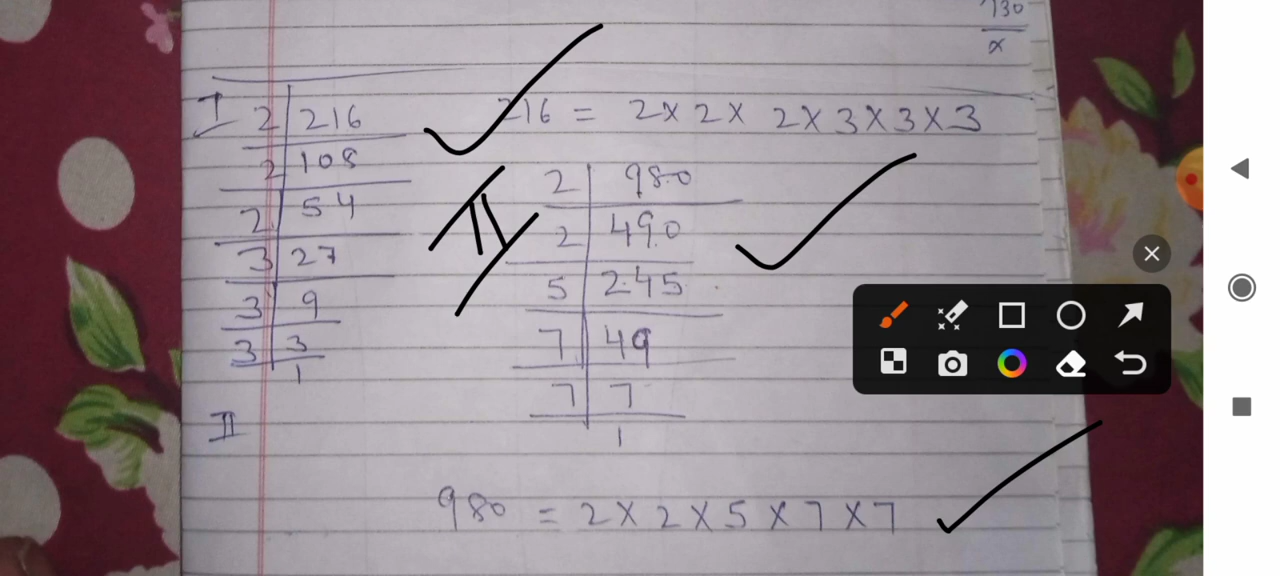 130
x
I 2 | 216 216 = 2 × 2 × 2 × 3 × 3 × 3
2 | 108
2 | 54
3 | 27
3 | 9
3 | 3
1
II 2 | 980
2 | 490
5 | 245
7 | 49
7 | 7
1
II
980 = 2 × 2 × 5 × 7 × 7